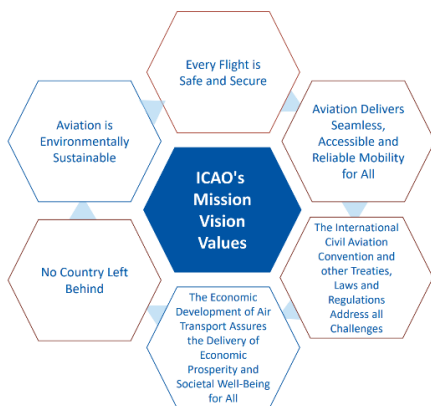 Every Flight is
Safe and Secure
Aviation Delivers
Seamless,
Accessible and
Reliable Mobility
for All
The International
Civil Aviation
Convention and
other Treaties,
Laws and
Regulations
Address all
Challenges
The Economic
Development of Air
Transport Assures
the Delivery of
Economic
Prosperity and
Societal Well-Being
for All
No Country Left
Behind
Aviation is
Environmentally
Sustainable
ICAO's
Mission
Vision
Values